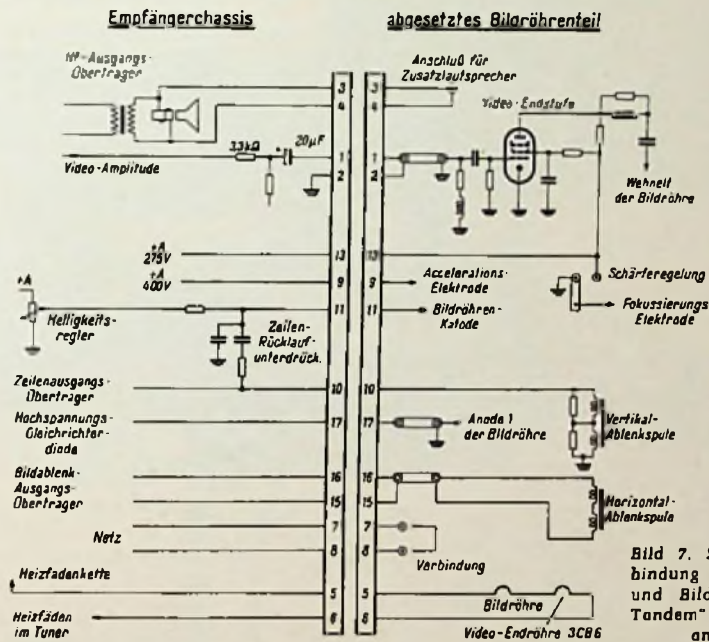 Empfängerchassis
abgesetztes Bildröhrenteil
NF-Ausgangs-
Übertrager
Anschluß für
Zusatzlautsprecher
Video-Endstufe
3
4
3
4
3,3kΩ
+
20µF
1
2
1
2
Video-Amplitude
Wehnelt
der Bildröhre
+A
275V
13
13
+A
400V
9
9
Accelerations-
Elektrode
Schärferegelung
+A
11
11
Bildröhren-
Katode
Fokussierungs-
Elektrode
Helligkeits-
regler
Zeilen-
Rücklauf-
unterdrück.
Zeilenausgangs-
Übertrager
10
10
Hochspannungs-
Gleichrichter-
diode
17
17
Anode 1
der Bildröhre
Vertikal-
Ablenkspule
Bildablenk-
Ausgangs-
Übertrager
16
15
16
15
Horizontal-
Ablenkspule
Netz
7
8
7
8
Verbindung
Heizfadenkette
5
5
Bildröhre
Heizfäden
im Tuner
6
6
Video-Endröhre 3CB6
Bild 7.
bindung
und Bild
Tandem"
an